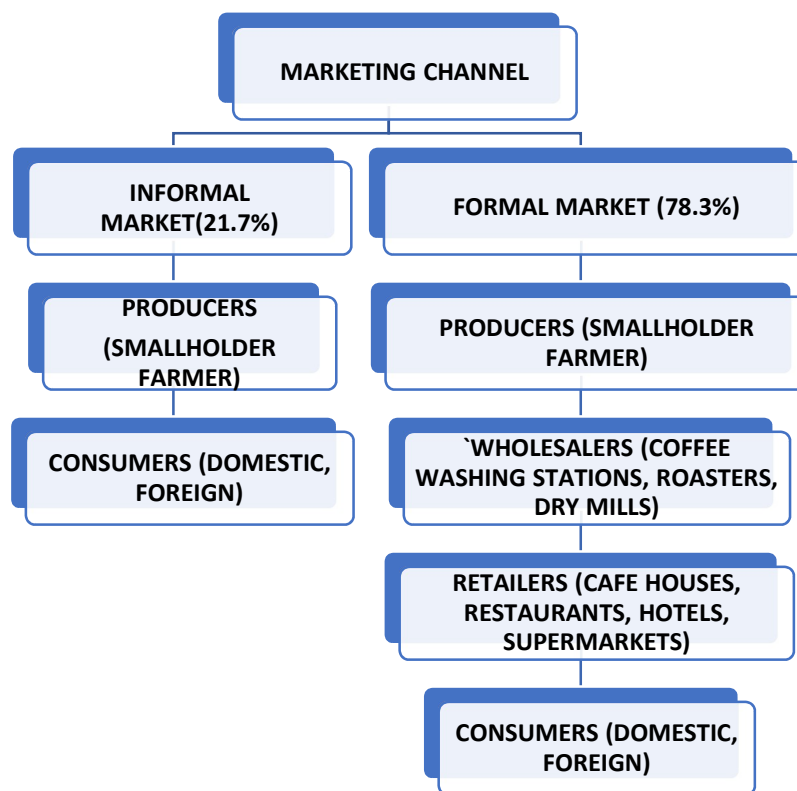 MARKETING CHANNEL
INFORMAL
MARKET(21.7%)
FORMAL MARKET (78.3%)
PRODUCERS
(SMALLHOLDER
FARMER)
PRODUCERS (SMALLHOLDER
FARMER)
CONSUMERS (DOMESTIC,
FOREIGN)
`WHOLESALERS (COFFEE
WASHING STATIONS, ROASTERS,
DRY MILLS)
RETAILERS (CAFE HOUSES,
RESTAURANTS, HOTELS,
SUPERMARKETS)
CONSUMERS (DOMESTIC,
FOREIGN)